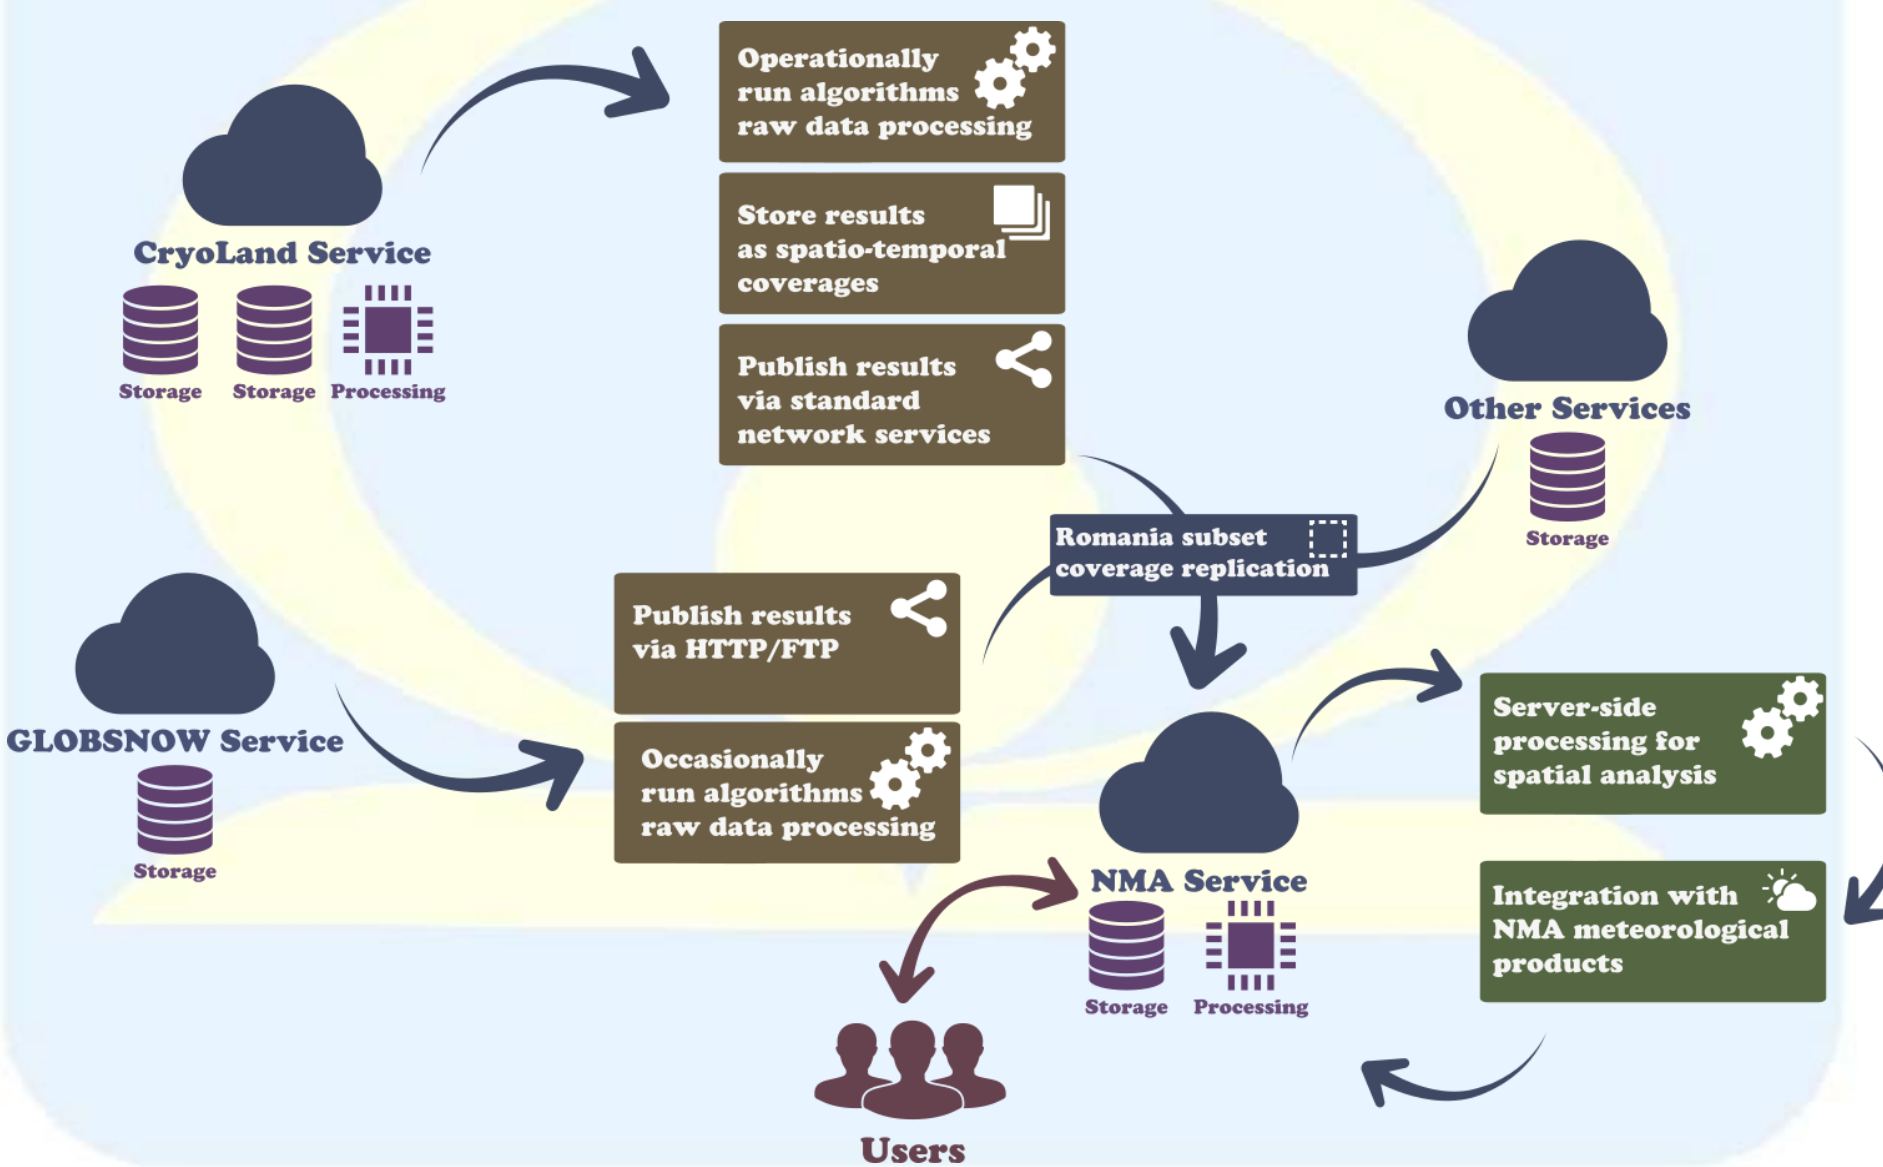 Operationally
run algorithms
raw data processing
CryoLand Service
Storage
Storage
Processing
Store results
as spatio-temporal
coverages
Publish results
via standard
network services
Other Services
Storage
Romania subset
coverage replication
GLOBSNOW Service
Storage
Publish results
via HTTP/FTP
Occasionally
run algorithms
raw data processing
NMA Service
Storage
Processing
Server-side
processing for
spatial analysis
Integration with
NMA meteorological
products
Users